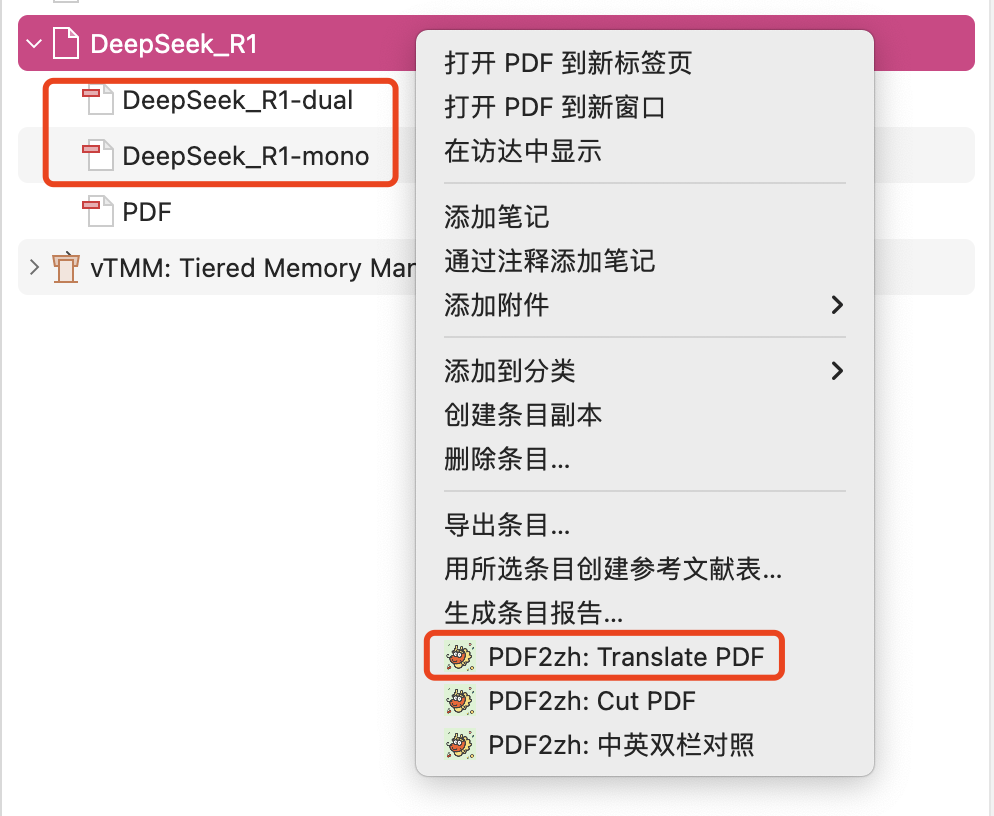 DeepSeek_R1
DeepSeek_R1-dual
DeepSeek_R1-mono
PDF
vTMM: Tiered Memory Mar
打开 PDF 到新标签页
打开 PDF 到新窗口
在访达中显示
添加笔记
通过注释添加笔记
添加附件
添加到分类
创建条目副本
删除条目...
导出条目...
用所选条目创建参考文献表...
生成条目报告...
PDF2zh: Translate PDF
PDF2zh: Cut PDF
PDF2zh: 中英双栏对照